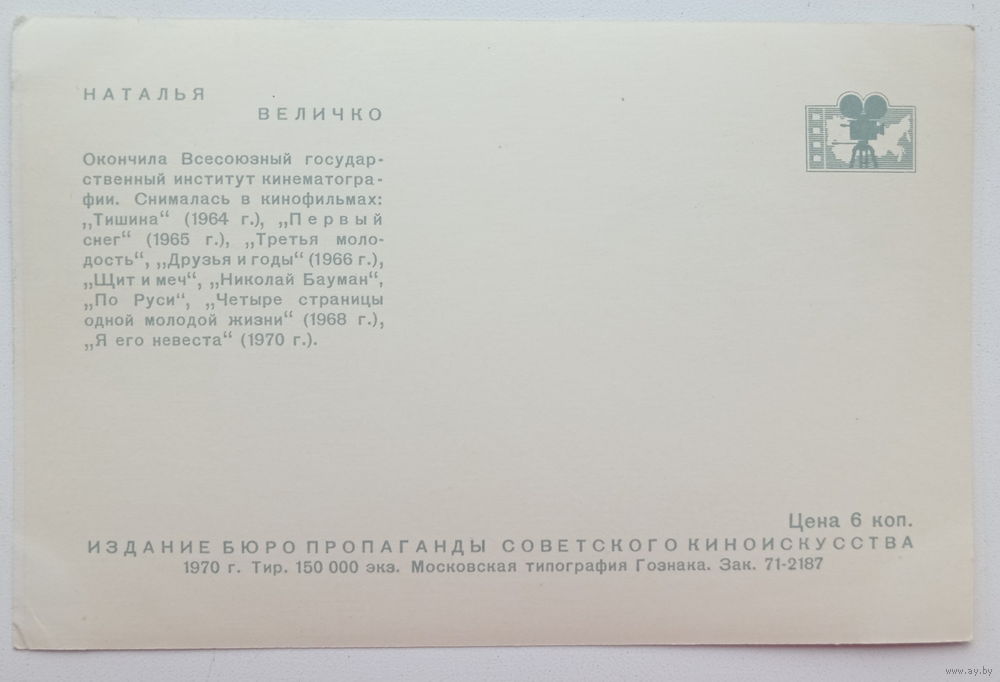 НАТАЛЬЯ
ВЕЛИЧКО
Окончила Всесоюзный государ-
ственный институт кинематогра-
фии. Снималась в кинофильмах:
„Тишина“ (1964 г.), „Первый
снег“ (1965 г.), „Третья моло-
дость“, „Друзья и годы“ (1966 г.),
„Щит и меч“, „Николай Бауман“,
„По Руси“, „Четыре страницы
одной молодой жизни“ (1968 г.),
„Я его невеста“ (1970 г.).
Цена 6 коп.
ИЗДАНИЕ БЮРО ПРОПАГАНДЫ СОВЕТСКОГО КИНОИСКУССТВА
1970 г. Тир. 150 000 экз. Московская типография Гознака. Зак. 71-2187
www.ay.by